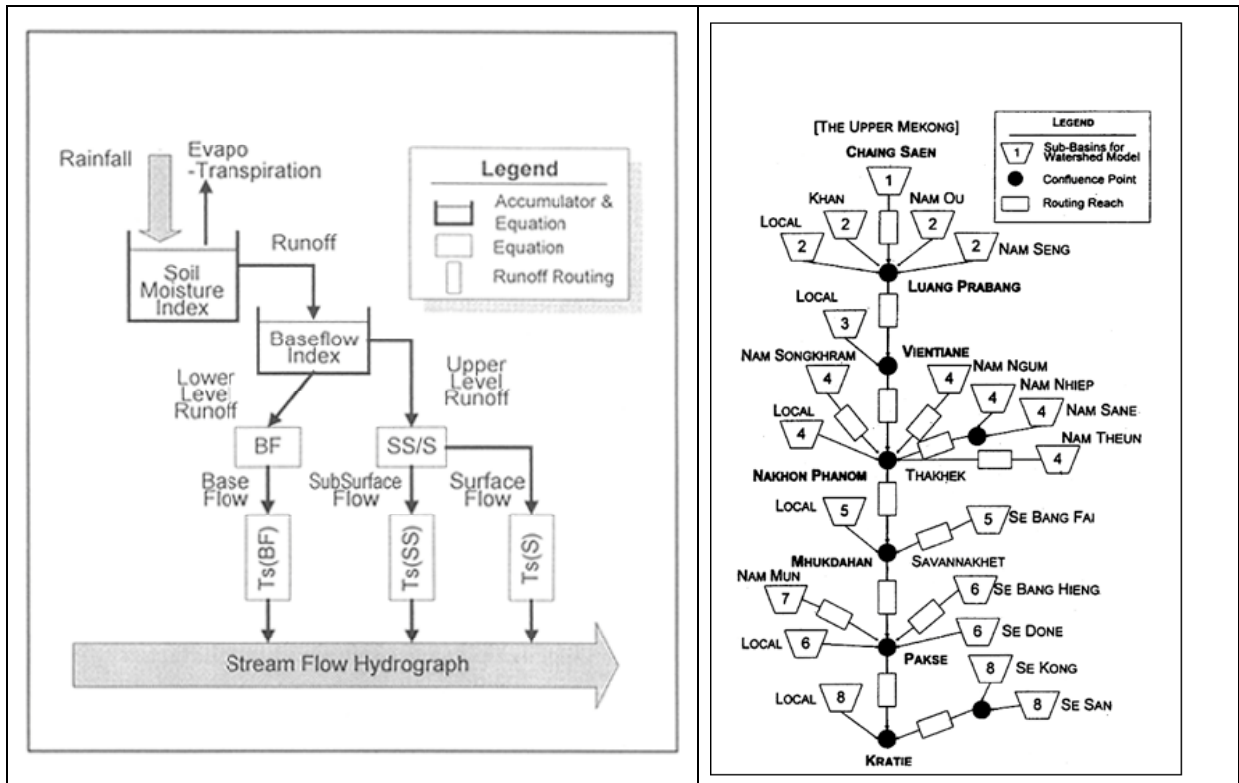 Rainfall
Evapo
-Transpiration
Runoff
Soil
Moisture
Index
Baseflow
Index
Lower
Level
Runoff
Upper
Level
Runoff
BF
SS/S
Base
Flow
SubSurface
Flow
Surface
Flow
Ts(BF)
Ts(SS)
Ts(S)
Stream Flow Hydrograph
Legend
Accumulator &
Equation
Equation
Runoff Routing
[THE UPPER MEKONG]
CHAING SAEN
1
LEGEND
1
SUB-BASINS FOR
WATERSHED MODEL
CONFLUENCE POINT
ROUTING REACH
KHAN
2
NAM OU
2
LOCAL
2
2
NAM SENG
LUANG PRABANG
LOCAL
3
VIENTIANE
NAM SONGKHRAM
4
NAM NGUM
4
NAM NHIEP
4
NAM SANE
4
LOCAL
4
NAM THEUN
4
NAKHON PHANOM
THAKHEK
LOCAL
5
5
SE BANG FAI
MHUKDAHAN
SAVANNAKHET
NAM MUN
7
6
SE BANG HIENG
LOCAL
6
6
SE DONE
PAKSE
8
SE KONG
LOCAL
8
8
SE SAN
KRATIE